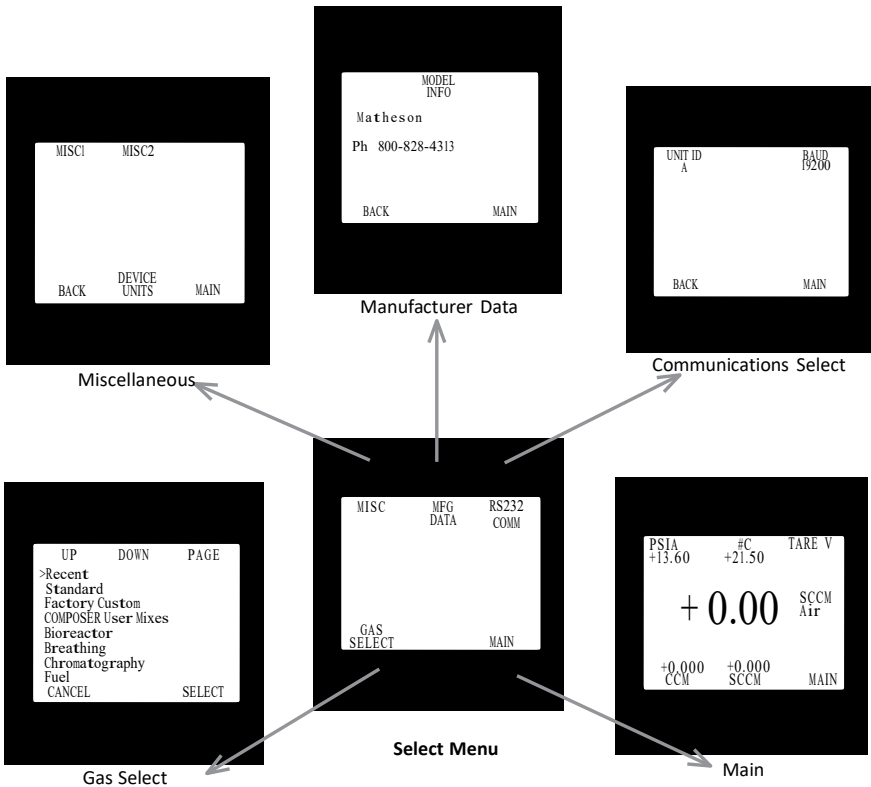 MODEL
INFO
Matheson
Ph 800-828-4313
BACK MAIN
Manufacturer Data
MISC1 MISC2
DEVICE
BACK UNITS MAIN
Miscellaneous
UNIT ID BAUD
A 19200
BACK MAIN
Communications Select
MISC MFG RS232
DATA COMM
GAS
SELECT MAIN
Select Menu
UP DOWN PAGE
>Recent
Standard
Factory Custom
COMPOSER User Mixes
Bioreactor
Breathing
Chromatography
Fuel
CANCEL SELECT
Gas Select
PSIA #C TARE V
+13.60 +21.50
+0.00 SCCM
Air
+0.000 +0.000
CCM SCCM MAIN
Main